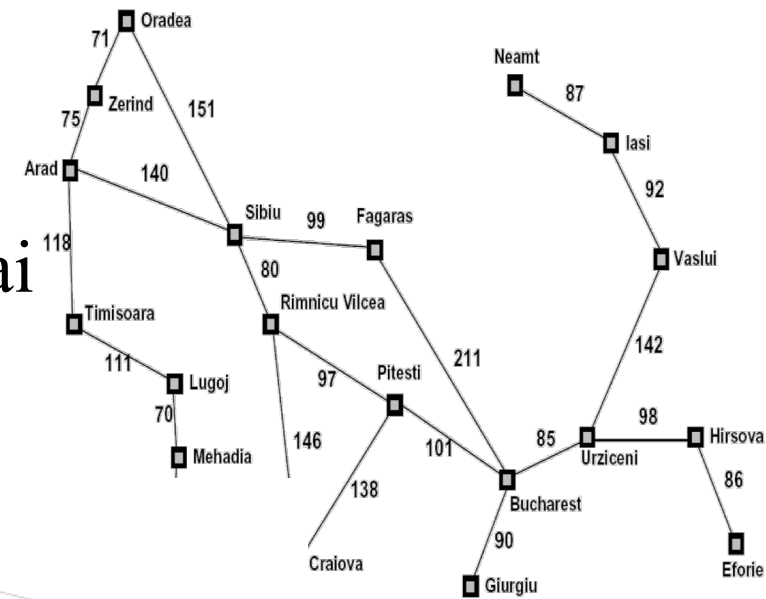 Oradea
71
Neamt
87
Zerind
151
75
Iasi
Arad
140
92
Sibiu
99
Fagaras
118
ai
80
Vaslui
Timisoara
Rimnicu Vilcea
142
111
211
Lugoj
97
Pitesti
70
98
Mehadia
146
101
85
Hirsova
Urziceni
138
86
Bucharest
90
Craiova
Eforie
Giurgiu